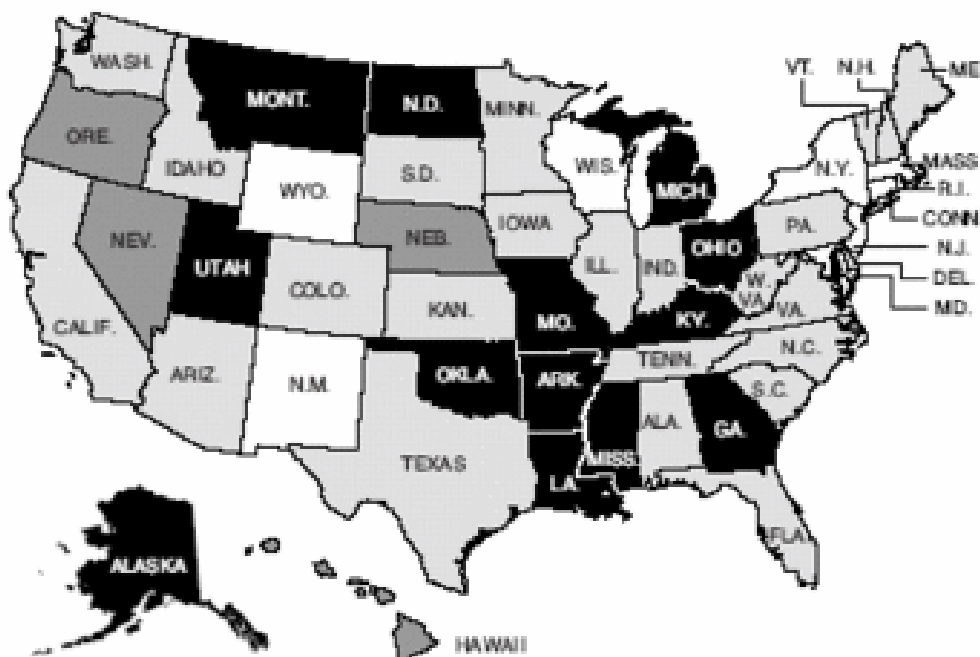 WASH.
MONT.
N.D.
MINN.
VT.
N.H.
ME
ORE.
IDAHO
WYO.
S.D.
WIS.
MICH.
N.Y.
MASS
R.I.
CONN
NEV.
UTAH
COLO.
NEB.
IOWA
ILL.
IND.
OHIO
PA.
N.J.
DEL.
MD.
W.
VA.
VA.
CALIF.
KAN.
MO.
KY.
ARIZ.
N.M.
OKLA.
ARK.
TENN.
N.C.
S.C.
TEXAS
LA.
MISS.
ALA.
GA.
FLA.
ALASKA
HAWAII